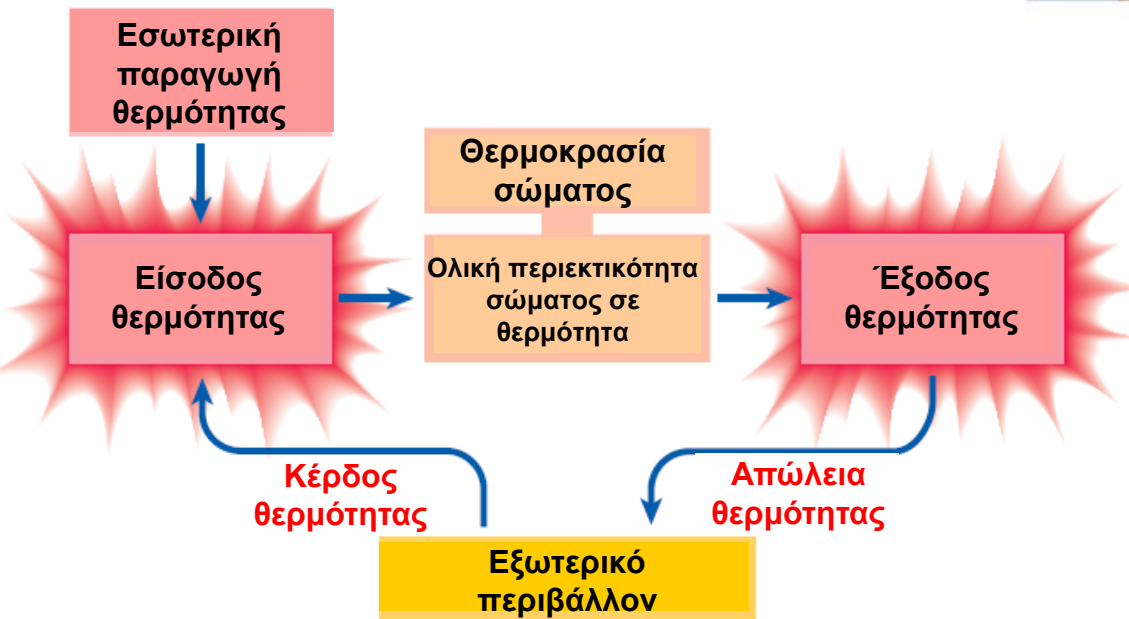 Εσωτερική
παραγωγή
θερμότητας
Θερμοκρασία
σώματος
Είσοδος
θερμότητας
Ολική περιεκτικότητα
σώματος σε
θερμότητα
Έξοδος
θερμότητας
Κέρδος
θερμότητας
Απώλεια
θερμότητας
Εξωτερικό
περιβάλλον